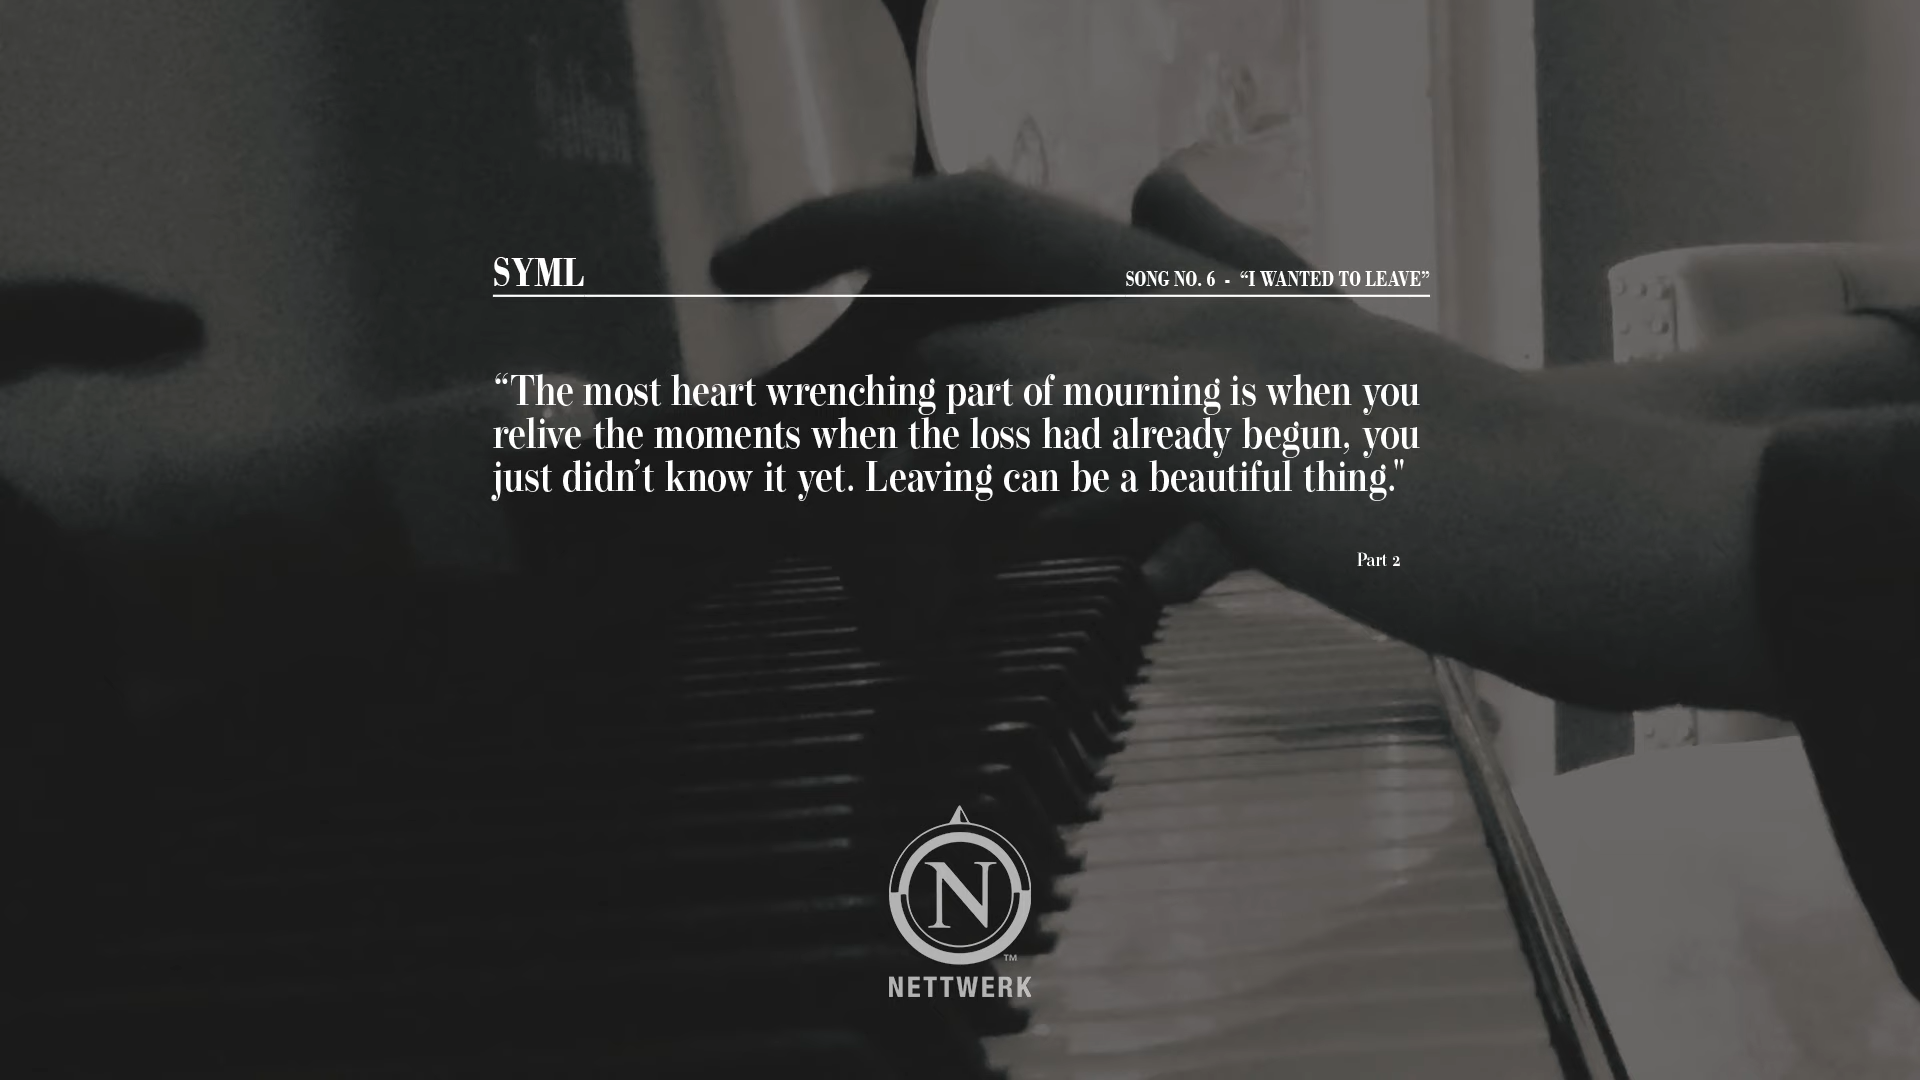 SYML
SONG NO. 6 - “I WANTED TO LEAVE”
“The most heart wrenching part of mourning is when you
relive the moments when the loss had already begun, you
just didn’t know it yet. Leaving can be a beautiful thing."
Part 2
N
TM
NETTWERK